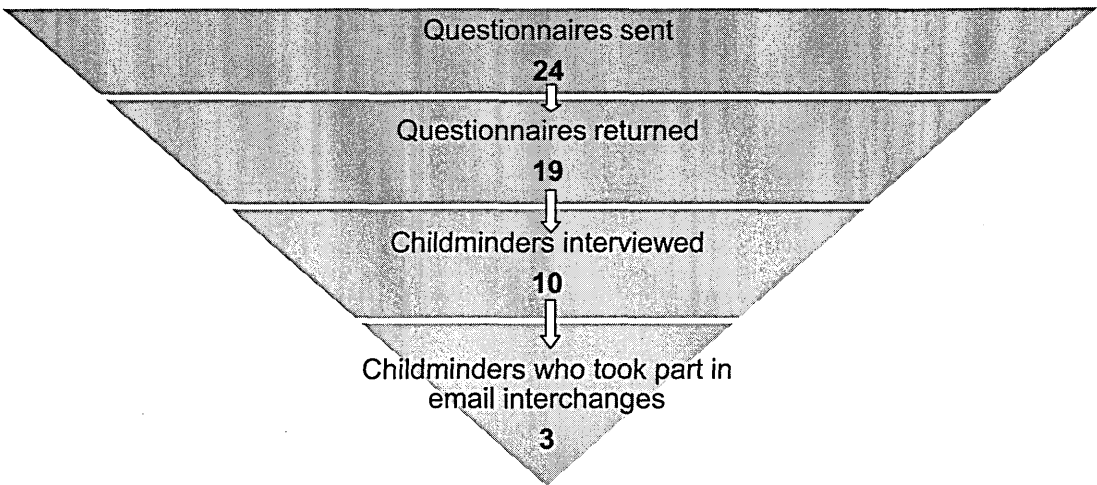 Questionnaires sent
24
Questionnaires returned
19
Childminders interviewed
10
Childminders who took part in
email interchanges
3